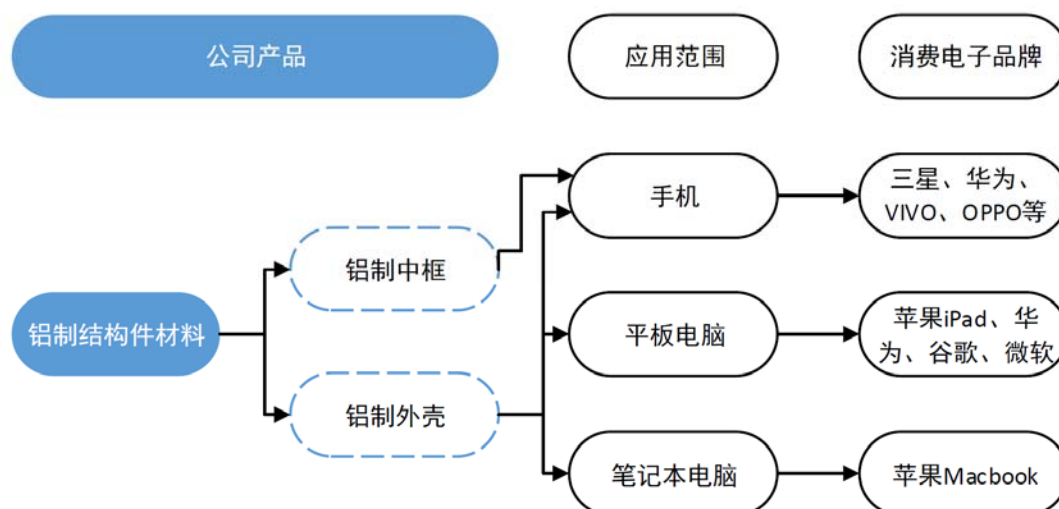 公司产品
应用范围
消费电子品牌
铝制结构件材料
铝制中框
铝制外壳
手机
三星、华为、
VIVO、OPPO等
平板电脑
苹果iPad、华
为、谷歌、微软
笔记本电脑
苹果Macbook